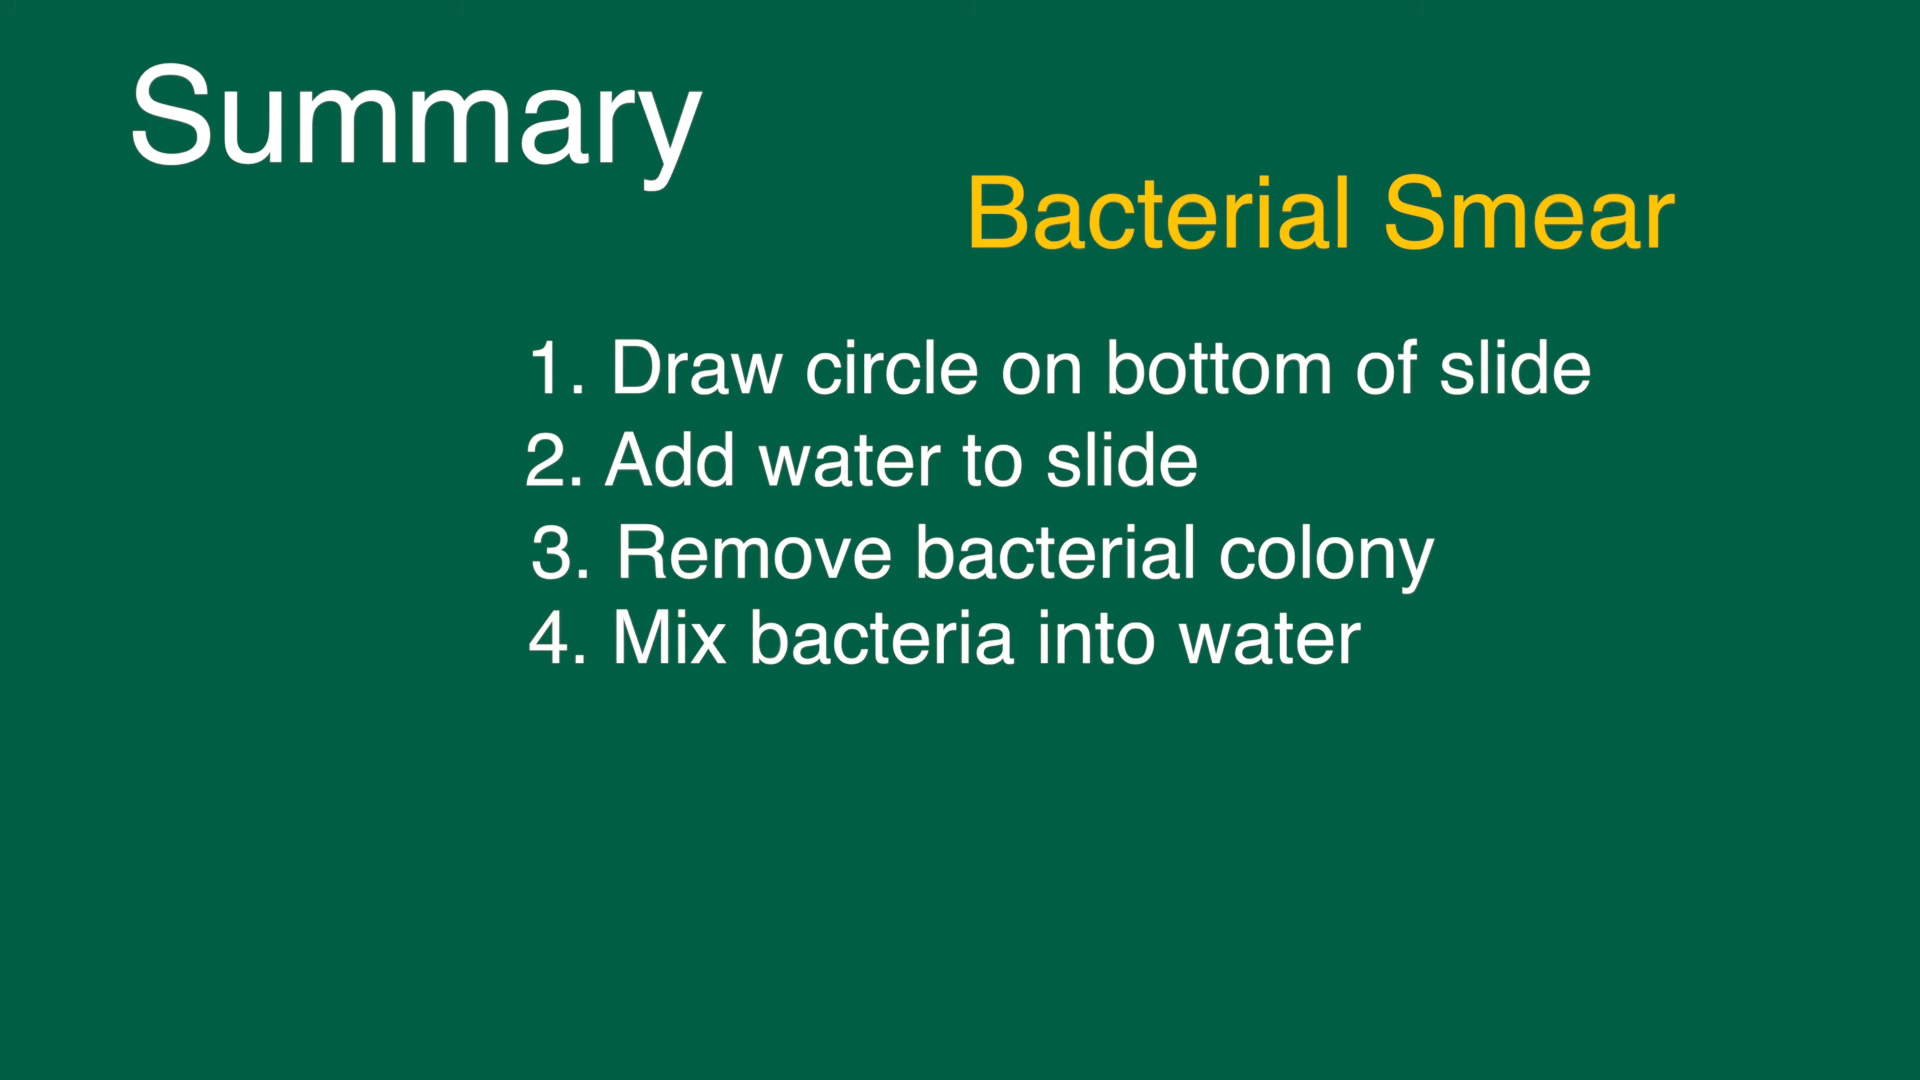 Summary
Bacterial Smear
1. Draw circle on bottom of slide
2. Add water to slide
3. Remove bacterial colony
4. Mix bacteria into water